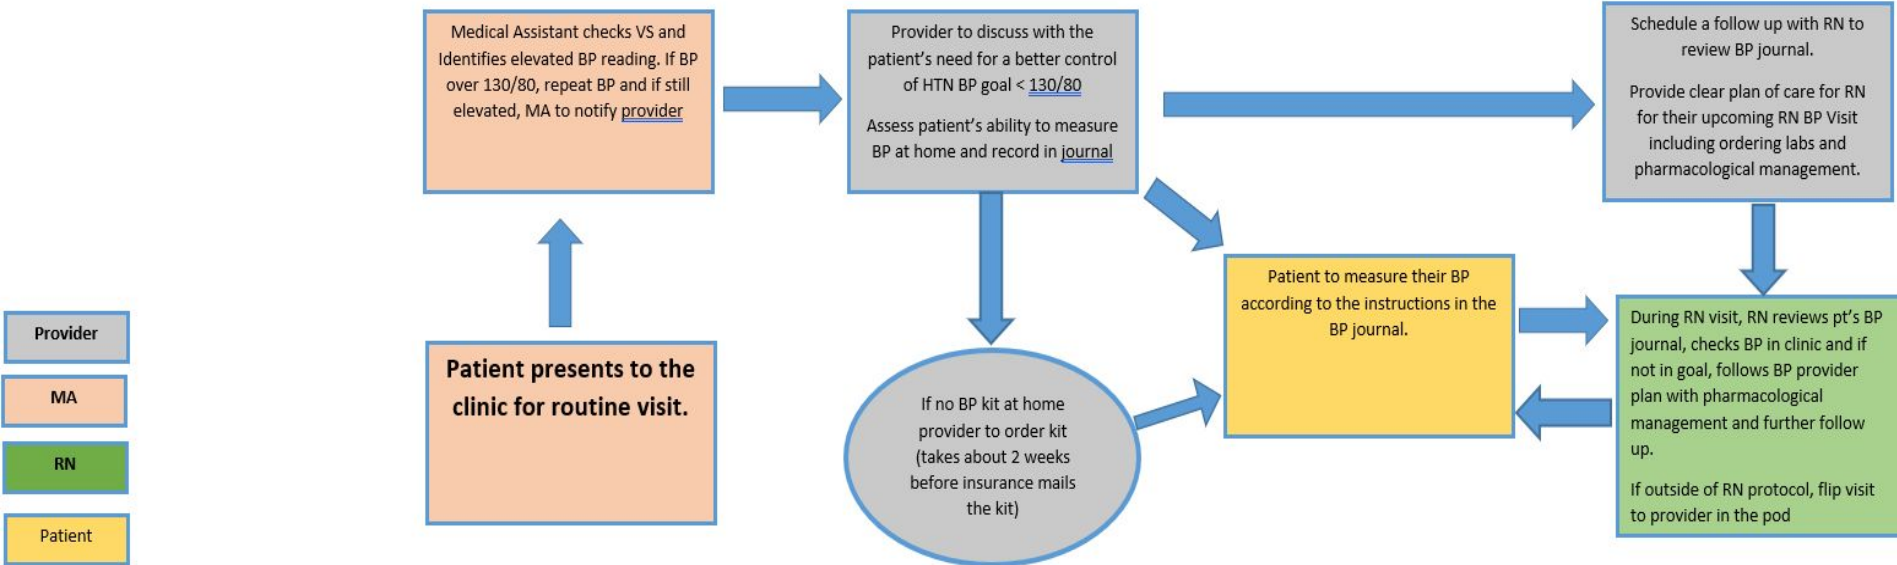 Medical Assistant checks VS and
Identifies elevated BP reading. If BP
over 130/80, repeat BP and if still
elevated, MA to notify provider
Provider to discuss with the
patient’s need for a better control
of HTN BP goal < 130/80
Assess patient’s ability to measure
BP at home and record in journal
Schedule a follow up with RN to
review BP journal.
Provide clear plan of care for RN
for their upcoming RN BP Visit
including ordering labs and
pharmacological management.
Patient to measure their BP
according to the instructions in the
BP journal.
During RN visit, RN reviews pt’s BP
journal, checks BP in clinic and if
not in goal, follows BP provider
plan with pharmacological
management and further follow
up.
If outside of RN protocol, flip visit
to provider in the pod
Patient presents to the
clinic for routine visit.
If no BP kit at home
provider to order kit
(takes about 2 weeks
before insurance mails
the kit)
Provider
MA
RN
Patient